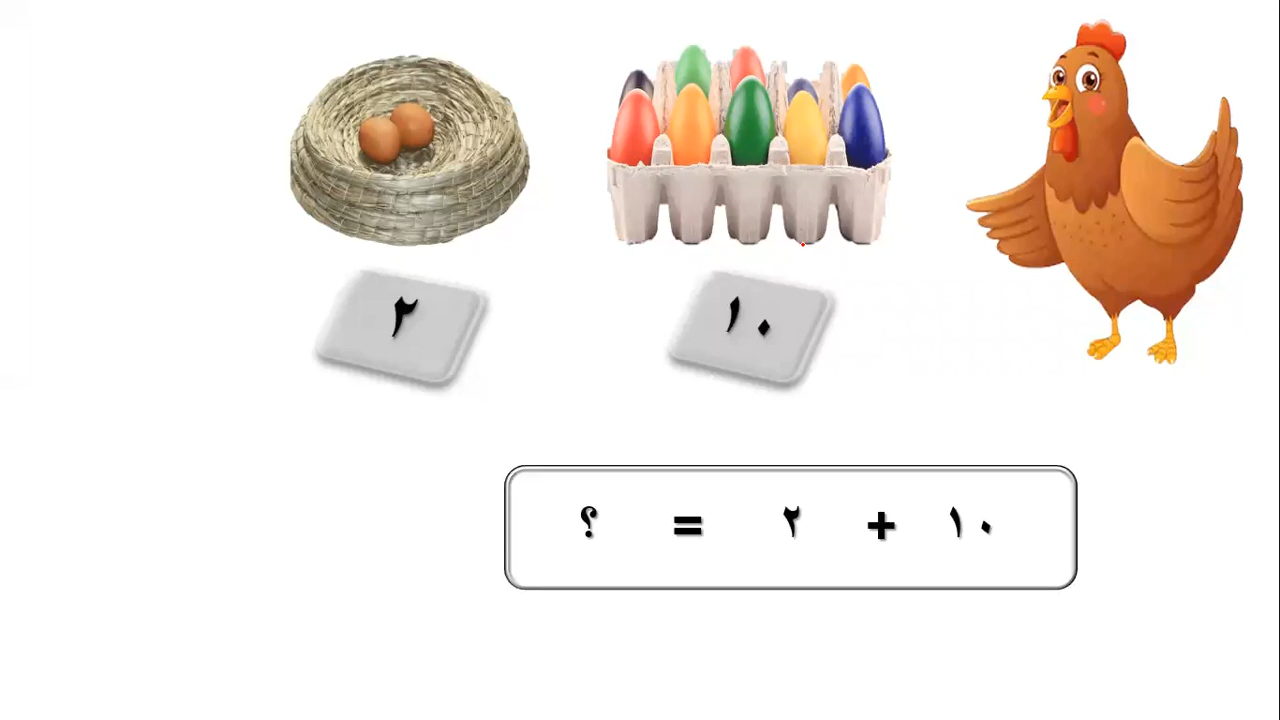 ١٠ ٢
١٠ + ٢ = ؟